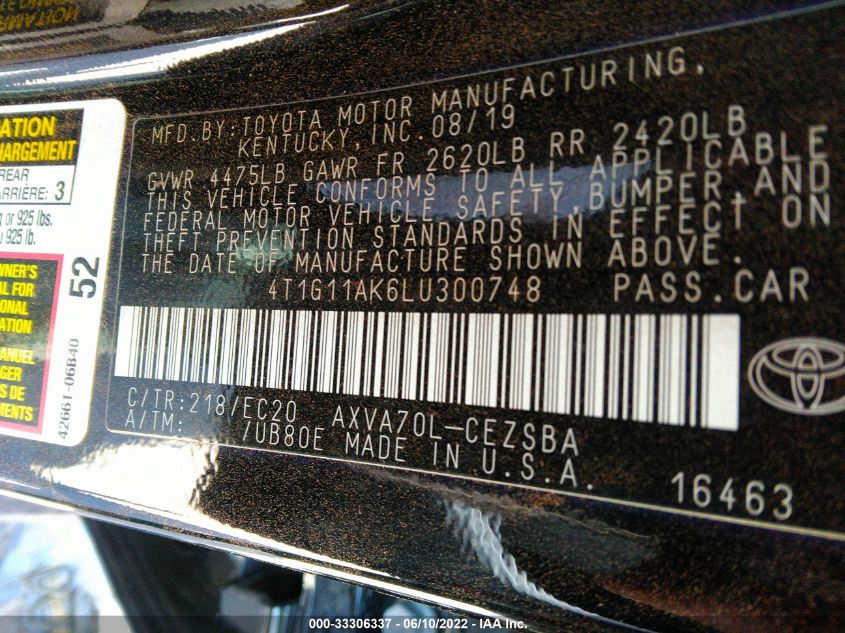 MFD.BY:TOYOTA MOTOR MANUFACTURING,
KENTUCKY,INC.08/19
GVWR 4475LB GAWR FR 2620LB RR 2420LB
THIS VEHICLE CONFORMS TO ALL APPLICABLE
FEDERAL MOTOR VEHICLE SAFETY,BUMPER,AND
THEFT PREVENTION STANDARDS IN EFFECT ON
THE DATE OF MANUFACTURE SHOWN ABOVE.
4T1G11AK6LU300748 PASS.CAR
C/TR:218/EC20 AXVA70L-CEZSBA
A/TM: /UB80E MADE IN U.S.A.
16463
REAR
ARRIÈRE: 3
or 925 lbs.
925 lb.
52
42661-06B40
000-33306337 - 06/10/2022 - IAA Inc.